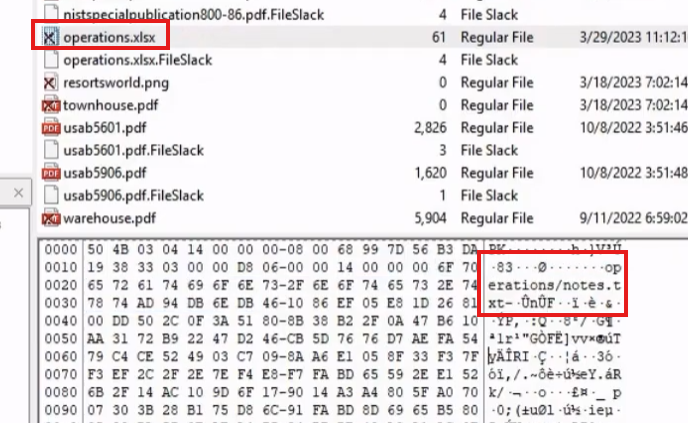 nistspecialpublication800-86.pdf.FileSlack 4 File Slack
operations.xlsx 61 Regular File 3/29/2023 11:12:1
operations.xlsx.FileSlack 4 File Slack
resortsworld.png 0 Regular File 3/18/2023 7:02:14
townhouse.pdf 0 Regular File 3/18/2023 7:02:14
usab5601.pdf 2,826 Regular File 10/8/2022 3:51:46
usab5601.pdf.FileSlack 3 File Slack
usab5906.pdf 1,620 Regular File 10/8/2022 3:51:48
usab5906.pdf.FileSlack 1 File Slack
warehouse.pdf 5,904 Regular File 9/11/2022 6:59:02
0000 50 4B 03 04 14 00 00 00-08 00 68 99 7D 56 B3 DA PK········h·}V³Ú
0010 19 38 33 03 00 00 D8 06-00 00 14 00 00 00 6F 70 ·83···Ø·······op
0020 65 72 61 74 69 6F 6E 73-2F 6E 6F 74 65 73 2E 74 erations/notes.t
0030 78 74 AD 94 DB 6E DB 46-10 86 EF 05 E8 1D 26 81 xt-·ÛnÛF··ï·è·&·
0040 00 DD 50 2C 0F 3A 51 80-8B 38 B2 2F 0A 47 B6 10 ·ÝP,·:Q··8²/·G¶·
0050 AA 31 72 B9 22 47 D2 46-CB 5D 76 76 D7 AE FA 54 ª1r¹"GÒFË]vv×®úT
0060 79 C4 CE 52 49 03 C7 09-8A A6 E1 05 8F 33 F3 7F yÄÎRI·Ç··¦á··3ó·
0070 F3 EF 2C 2F 2E 7E F4 E8-F7 FA BD 65 59 2E E1 52 óï,/.~ôè÷ú½eY.áR
0080 6B 2F 14 AC 10 9D 6F 17-90 14 A3 A4 80 5F A0 70 k/·¬··o···£¤·_ p
0090 07 30 3B 28 B1 75 D8 6C-91 FA BD 8D 69 65 B5 80 ·0;(±uØl·ú½·ieµ·